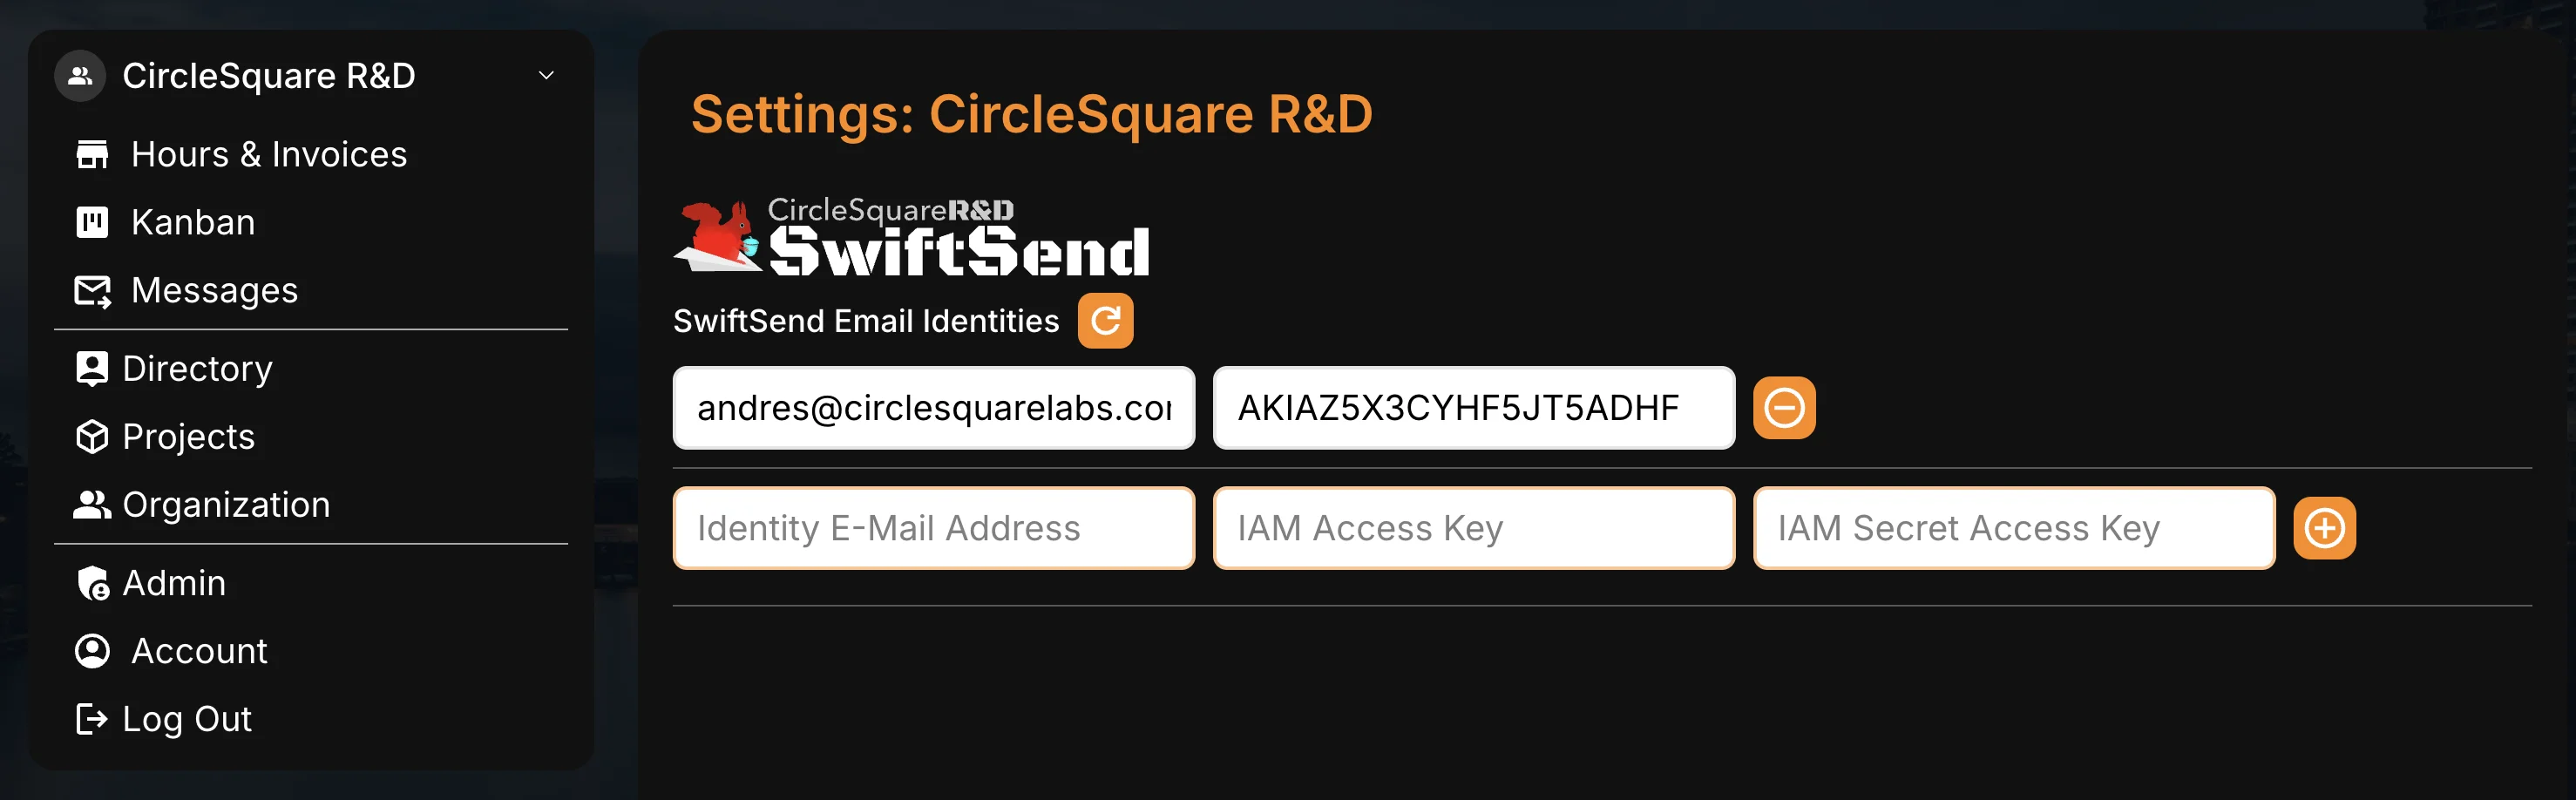 CircleSquare R&D
Hours & Invoices
Kanban
Messages
Directory
Projects
Organization
Admin
Account
Log Out
Settings: CircleSquare R&D
CircleSquareR&D
SwiftSend
SwiftSend Email Identities
andres@circlesquarelabs.cor
AKIAZ5X3CYHF5JT5ADHF
Identity E-Mail Address
IAM Access Key
IAM Secret Access Key